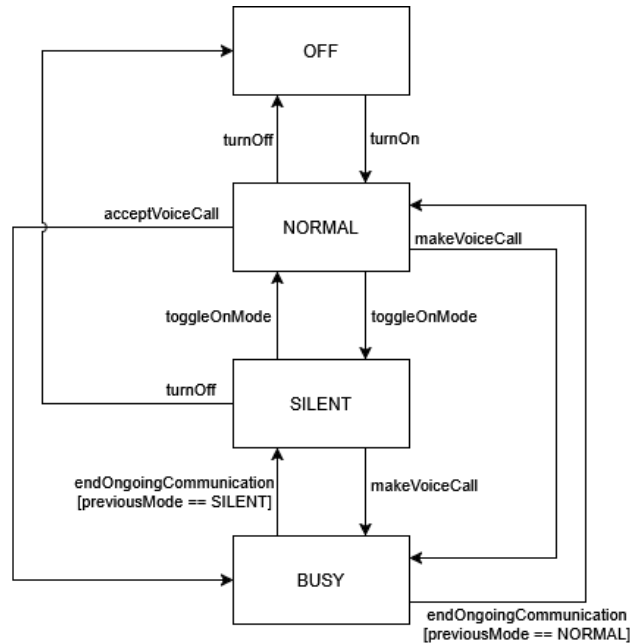 OFF
turnOff
turnOn
acceptVoiceCall
NORMAL
makeVoiceCall
toggleOnMode
toggleOnMode
turnOff
SILENT
endOngoingCommunication
[previousMode == SILENT]
makeVoiceCall
BUSY
endOngoingCommunication
[previousMode == NORMAL]